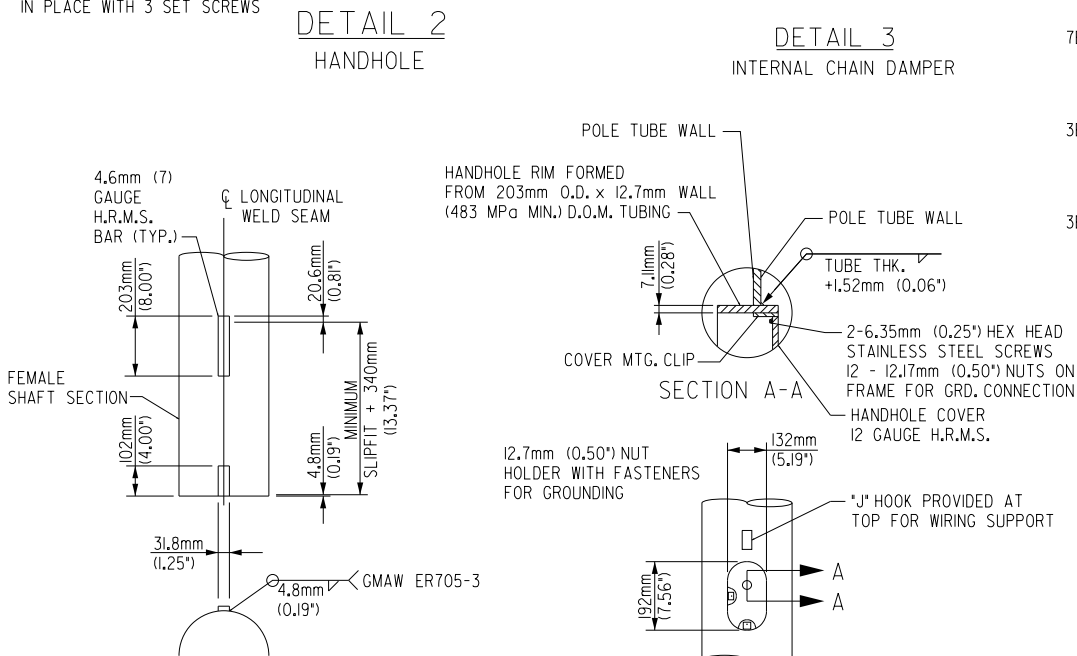 IN PLACE WITH 3 SET SCREWS
DETAIL 2
HANDHOLE
DETAIL 3
INTERNAL CHAIN DAMPER
4.6mm (7)
GAUGE
H.R.M.S.
BAR (TYP.)
℄ LONGITUDINAL
WELD SEAM
203mm
(8.00")
20.6mm
(0.81")
FEMALE
SHAFT SECTION
102mm
(4.00")
4.8mm
(0.19")
MINIMUM
SLIPFIT + 340mm
(13.37")
31.8mm
(1.25")
4.8mm
(0.19")
GMAW ER705-3
POLE TUBE WALL
HANDHOLE RIM FORMED
FROM 203mm O.D. x 12.7mm WALL
(483 MPa MIN.) D.O.M. TUBING
7.11mm
(0.28")
POLE TUBE WALL
TUBE THK.
+1.52mm (0.06")
COVER MTG. CLIP
2-6.35mm (0.25") HEX HEAD
STAINLESS STEEL SCREWS
12 - 12.17mm (0.50") NUTS ON
FRAME FOR GRD. CONNECTION
SECTION A-A
HANDHOLE COVER
12 GAUGE H.R.M.S.
12.7mm (0.50") NUT
HOLDER WITH FASTENERS
FOR GROUNDING
132mm
(5.19")
"J" HOOK PROVIDED AT
TOP FOR WIRING SUPPORT
192mm
(7.56")
A
A